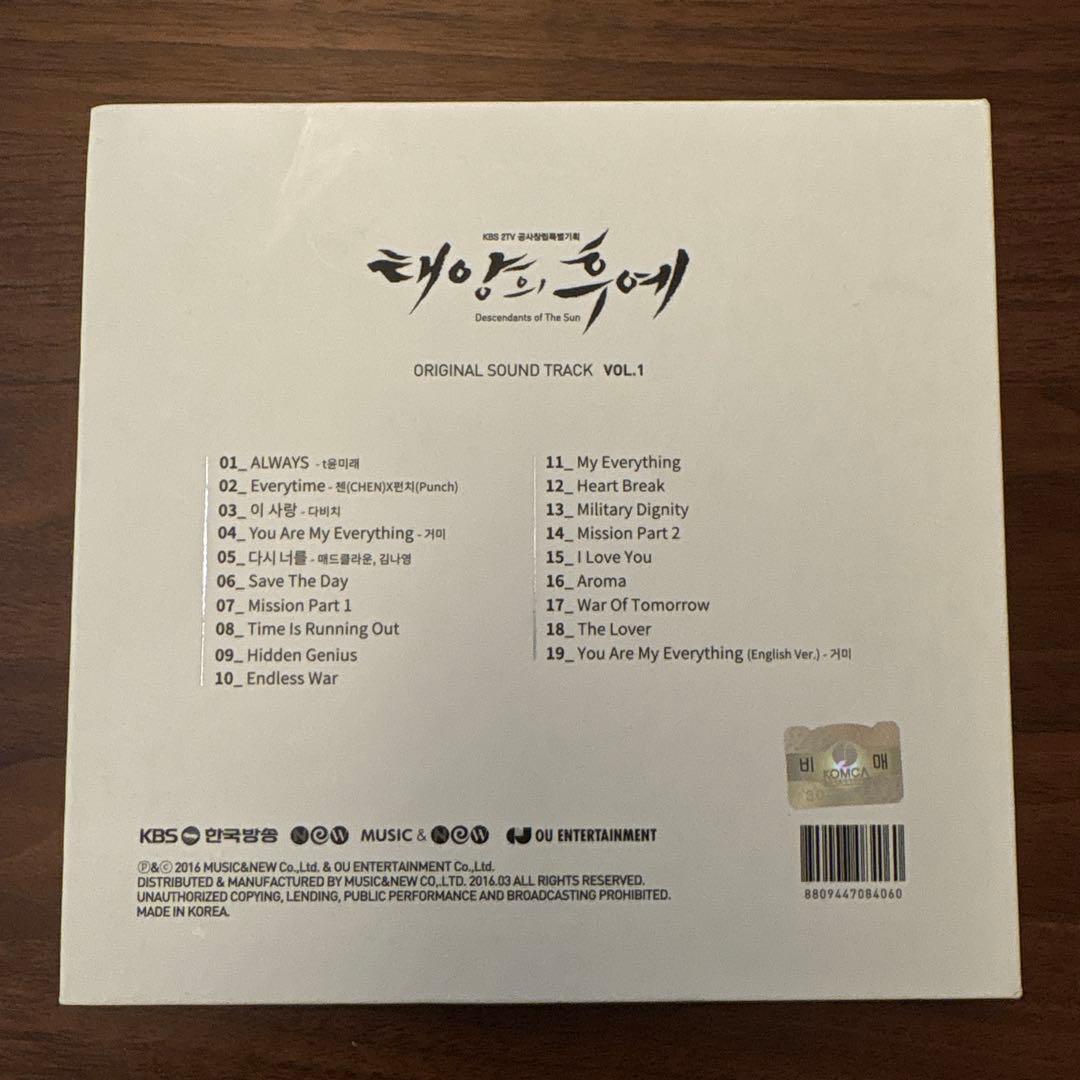 KBS 2TV 공사창립특별기획
태양의 후예
Descendants of The Sun
ORIGINAL SOUND TRACK VOL.1
01_ ALWAYS - t윤미래
02_ Everytime - 첸(CHEN)X펀치(Punch)
03_ 이 사랑 - 다비치
04_ You Are My Everything - 거미
05_ 다시 너를 - 매드클라운, 김나영
06_ Save The Day
07_ Mission Part 1
08_ Time Is Running Out
09_ Hidden Genius
10_ Endless War
11_ My Everything
12_ Heart Break
13_ Military Dignity
14_ Mission Part 2
15_ I Love You
16_ Aroma
17_ War Of Tomorrow
18_ The Lover
19_ You Are My Everything (English Ver.) - 거미
비 KOMCA 매
KBS 한국방송 NEW MUSIC & NEW OU ENTERTAINMENT
Ⓟ&ⓒ 2016 MUSIC&NEW Co.,Ltd. & OU ENTERTAINMENT Co.,Ltd.
DISTRIBUTED & MANUFACTURED BY MUSIC&NEW CO,.LTD. 2016.03 ALL RIGHTS RESERVED.
UNAUTHORIZED COPYING, LENDING, PUBLIC PERFORMANCE AND BROADCASTING PROHIBITED.
MADE IN KOREA.
8809447084060